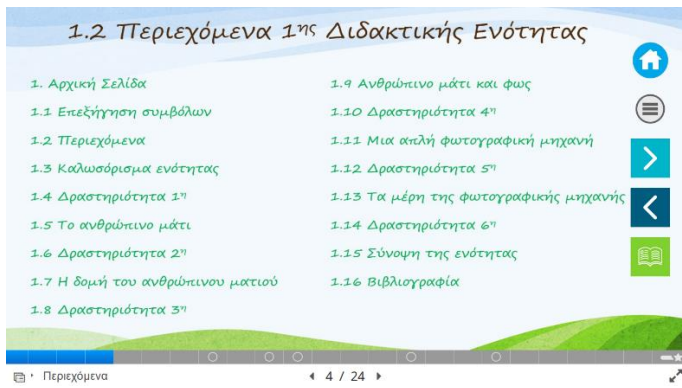 1.2 Περιεχόμενα 1ης Διδακτικής Ενότητας
1. Αρχική Σελίδα
1.1 Επεξήγηση συμβόλων
1.2 Περιεχόμενα
1.3 Καλωσόρισμα ενότητας
1.4 Δραστηριότητα 1η
1.5 Το ανθρώπινο μάτι
1.6 Δραστηριότητα 2η
1.7 Η δομή του ανθρώπινου ματιού
1.8 Δραστηριότητα 3η
1.9 Ανθρώπινο μάτι και φως
1.10 Δραστηριότητα 4η
1.11 Μια απλή φωτογραφική μηχανή
1.12 Δραστηριότητα 5η
1.13 Τα μέρη της φωτογραφικής μηχανής
1.14 Δραστηριότητα 6η
1.15 Σύνοψη της ενότητας
1.16 Βιβλιογραφία
Περιεχόμενα
4 / 24